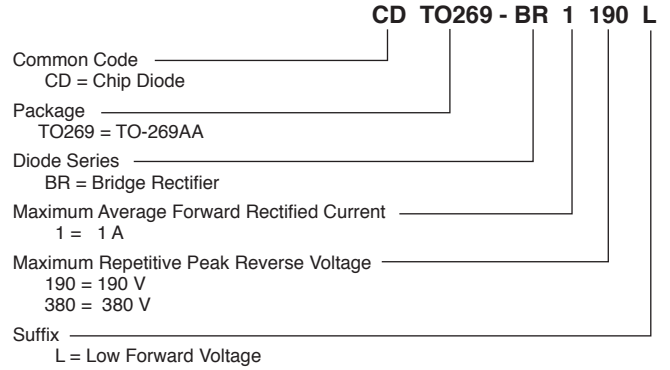 CD TO269 - BR 1 190 L
Common Code
CD = Chip Diode
Package
TO269 = TO-269AA
Diode Series
BR = Bridge Rectifier
Maximum Average Forward Rectified Current
1 = 1 A
Maximum Repetitive Peak Reverse Voltage
190 = 190 V
380 = 380 V
Suffix
L = Low Forward Voltage